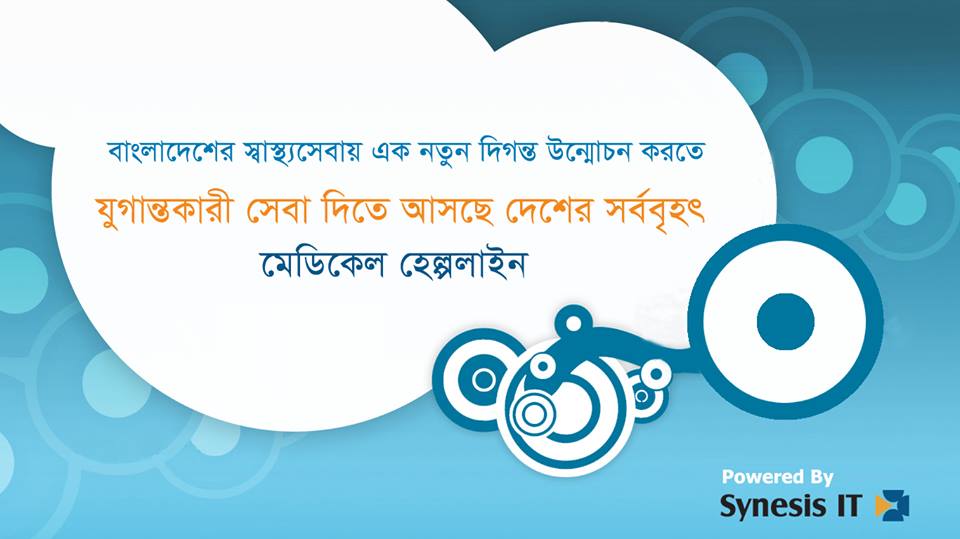 বাংলাদেশের স্বাস্থ্যসেবায় এক নতুন দিগন্ত উন্মোচন করতে
যুগান্তকারী সেবা দিতে আসছে দেশের সর্ববৃহৎ
মেডিকেল হেল্পলাইন
Powered By
Synesis IT